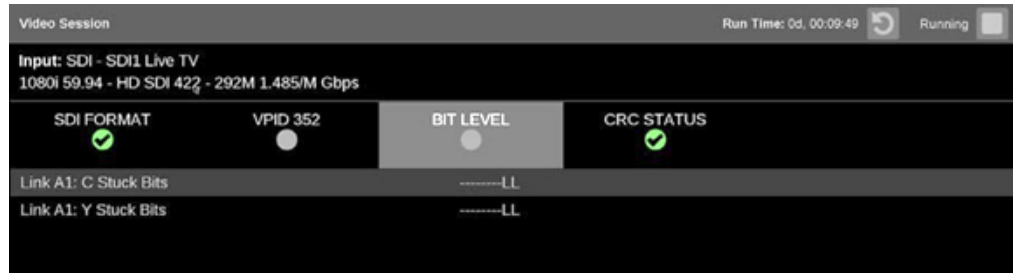 Video Session Run Time: 0d, 00:09:49 Running
Input: SDI - SDI1 Live TV
1080i 59.94 - HD SDI 422 - 292M 1.485/M Gbps
SDI FORMAT VPID 352 BIT LEVEL CRC STATUS
Link A1: C Stuck Bits --------LL
Link A1: Y Stuck Bits --------LL